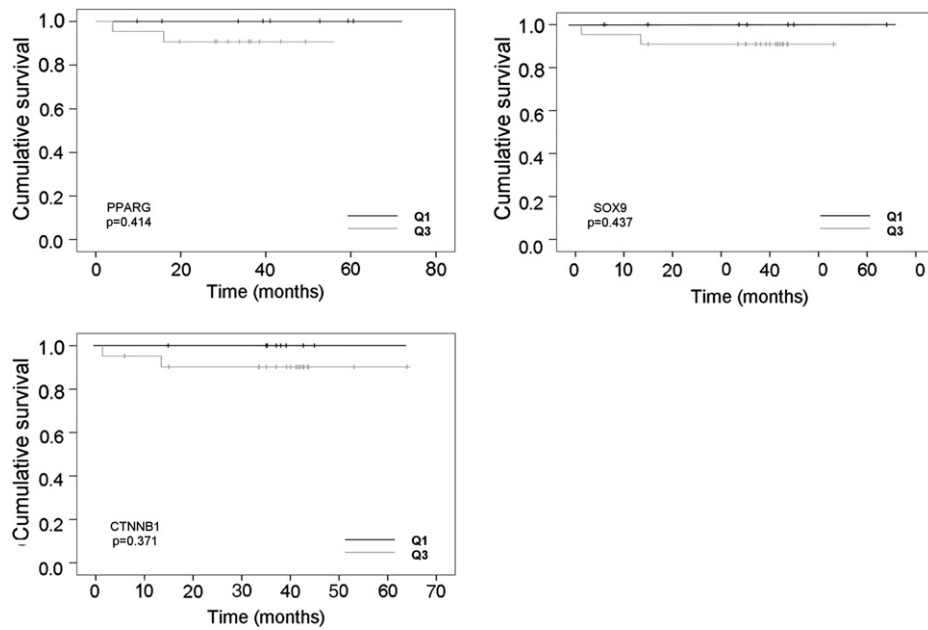 Cumulative survival
1.0
0.8
0.6
0.4
0.2
0.0
PPARG
p=0.414
Q1
Q3
0 20 40 60 80
Time (months)
Cumulative survival
1.0
0.8
0.6
0.4
0.2
0.0
SOX9
p=0.437
Q1
Q3
0 10 20 0 40 0 60 0
Time (months)
Cumulative survival
1.0
0.8
0.6
0.4
0.2
0.0
CTNNB1
p=0.371
Q1
Q3
0 10 20 30 40 50 60 70
Time (months)